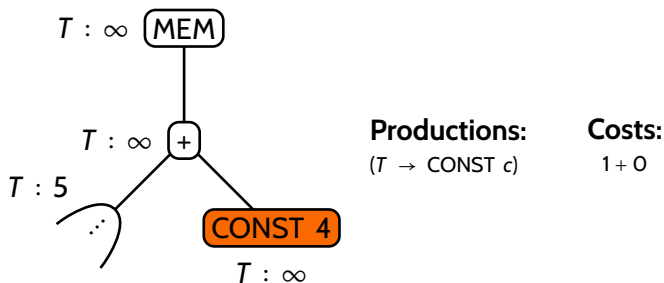 T : ∞ MEM
T : ∞ +
Productions: Costs:
(T → CONST c) 1 + 0
T : 5
⋰
CONST 4
T : ∞